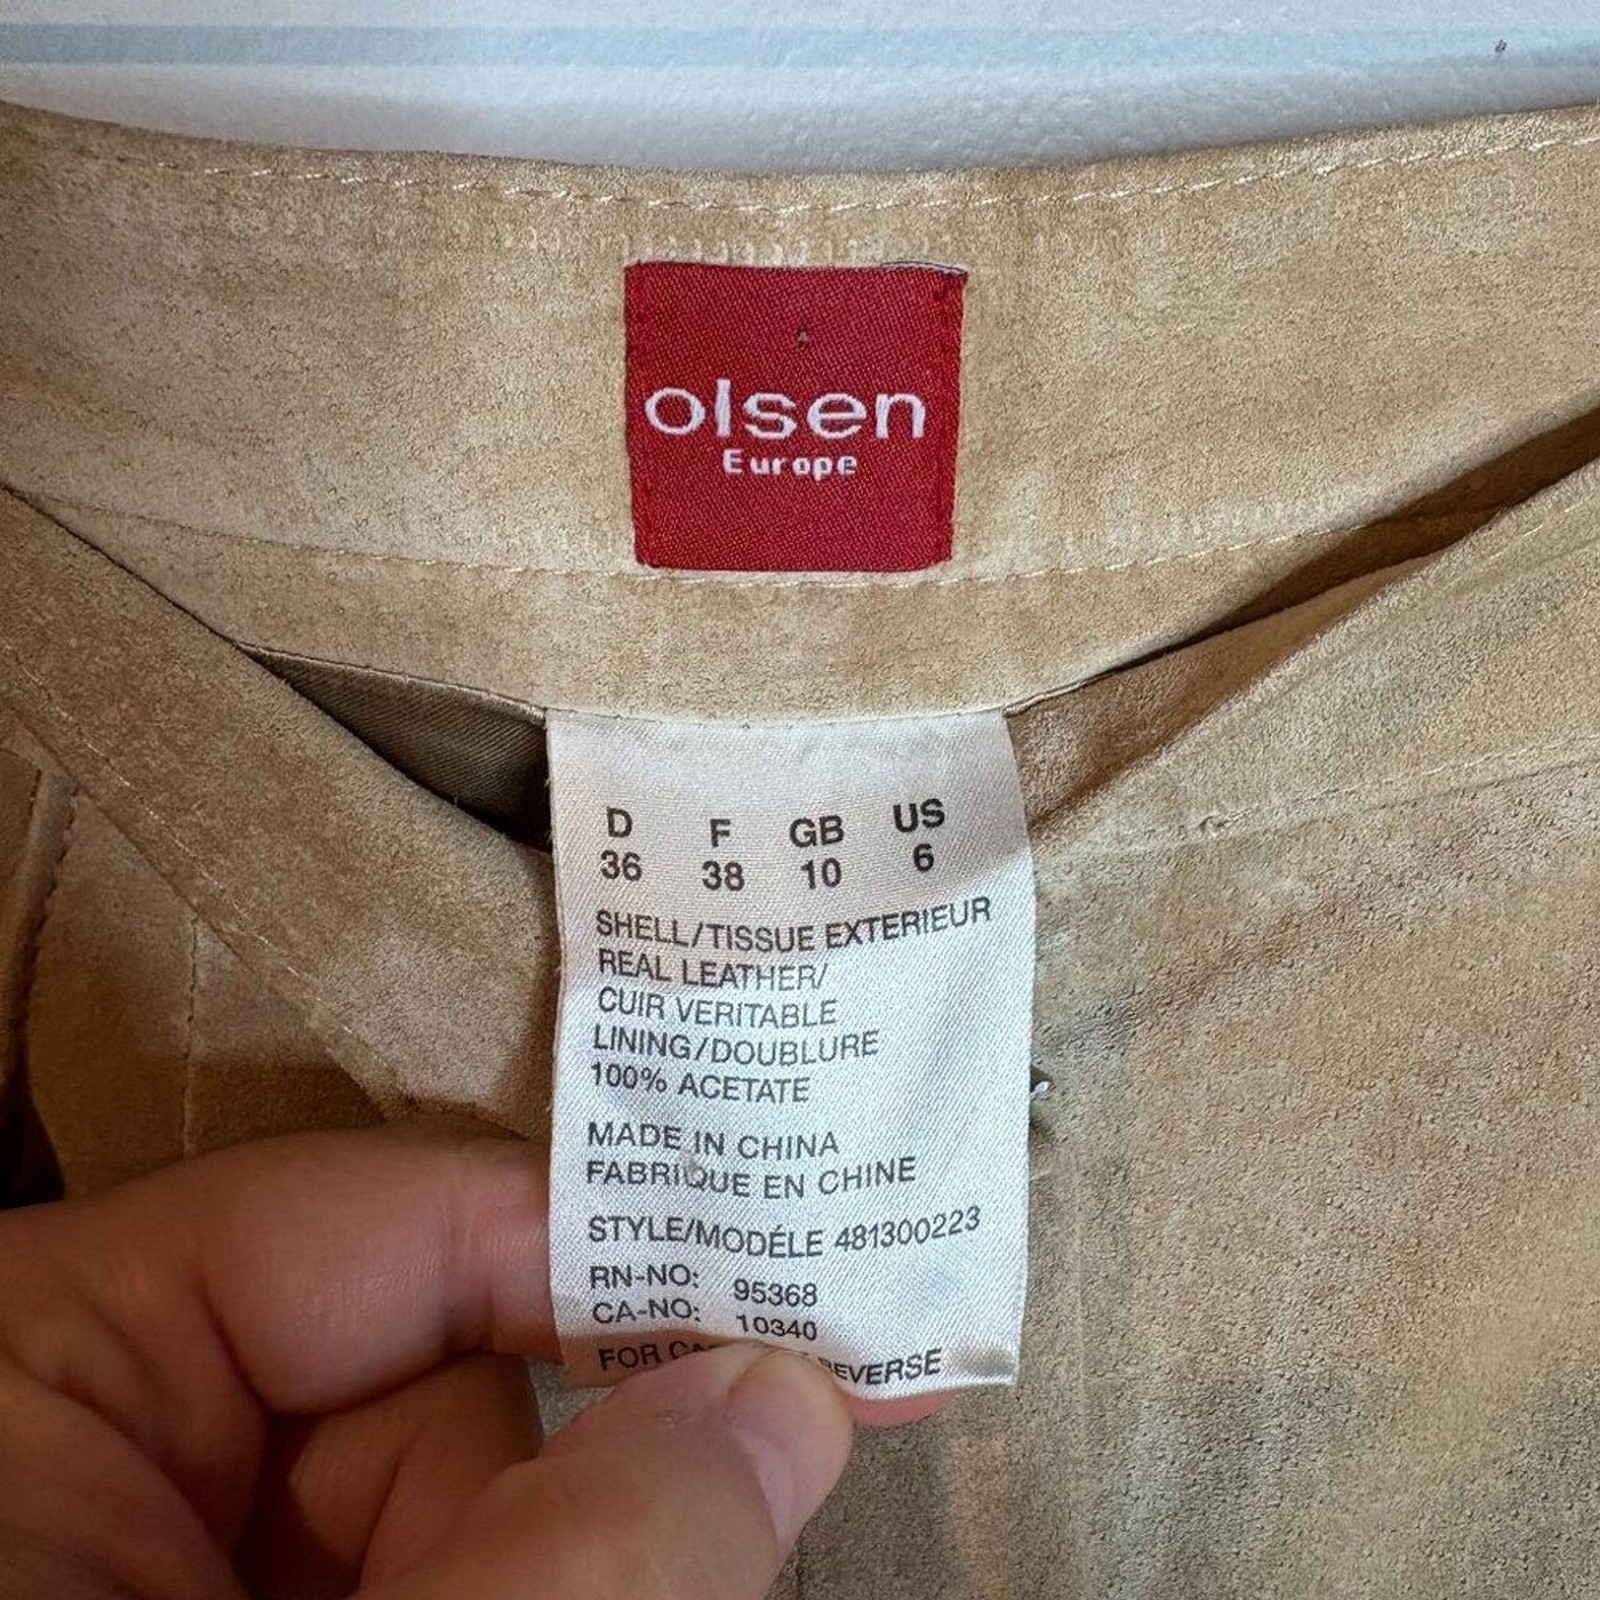 olsen
Europe
D F GB US
36 38 10 6
SHELL/TISSUE EXTERIEUR
REAL LEATHER/
CUIR VERITABLE
LINING/DOUBLURE
100% ACETATE
MADE IN CHINA
FABRIQUE EN CHINE
STYLE/MODÉLE 481300223
RN-NO: 95368
CA-NO: 10340
FOR REVERSE